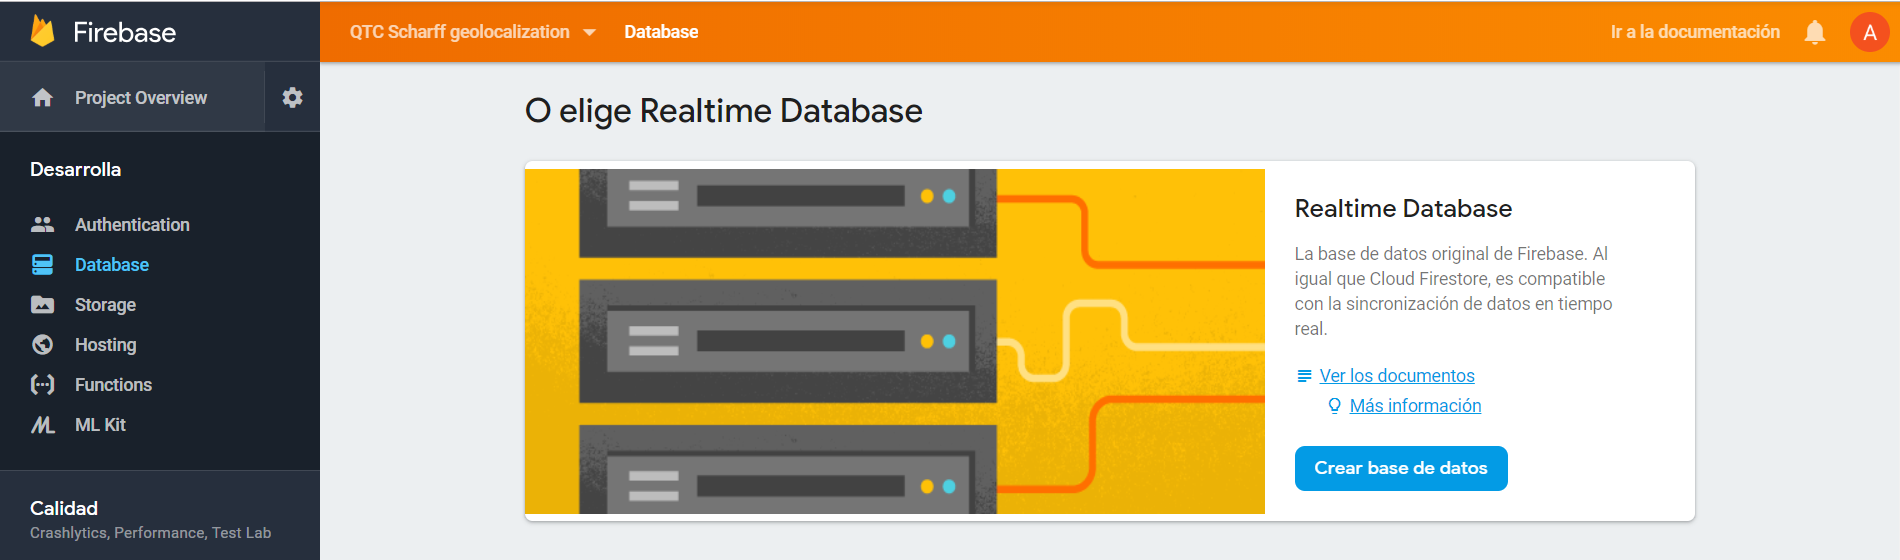 Firebase
QTC Scharff geolocalization
Database
Ir a la documentación
A
Project Overview
Desarrolla
Authentication
Database
Storage
Hosting
Functions
ML Kit
Calidad
Crashlytics, Performance, Test Lab
O elige Realtime Database
Realtime Database
La base de datos original de Firebase. Al
igual que Cloud Firestore, es compatible
con la sincronización de datos en tiempo
real.
Ver los documentos
Más información
Crear base de datos